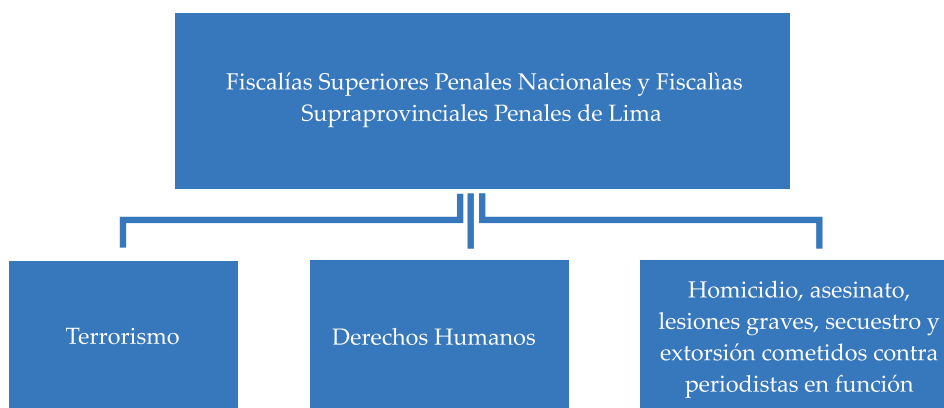 Fiscalías Superiores Penales Nacionales y Fiscalìas
Supraprovinciales Penales de Lima
Terrorismo
Derechos Humanos
Homicidio, asesinato,
lesiones graves, secuestro y
extorsión cometidos contra
periodistas en función